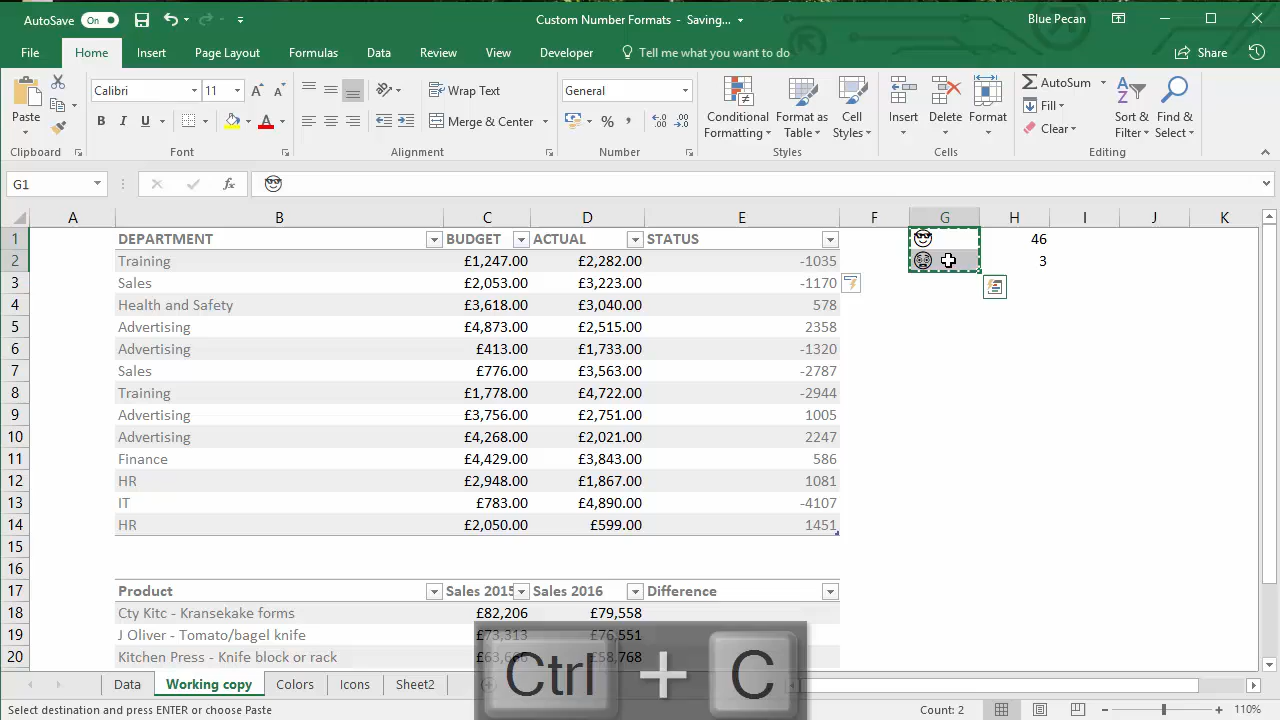 AutoSave On Custom Number Formats - Saving... Blue Pecan
File Home Insert Page Layout Formulas Data Review View Developer Tell me what you want to do Share
Calibri 11 Wrap Text General AutoSum
Fill
Paste B I U Merge & Center % , Conditional Formatting Format as Table Cell Styles Insert Delete Format Clear Sort & Filter Find & Select
Clipboard Font Alignment Number Styles Cells Editing
G1 fx 😎
A B C D E F G H I J K
1 DEPARTMENT BUDGET ACTUAL STATUS 😎 46
2 Training £1,247.00 £2,282.00 -1035 3
3 Sales £2,053.00 £3,223.00 -1170
4 Health and Safety £3,618.00 £3,040.00 578
5 Advertising £4,873.00 £2,515.00 2358
6 Advertising £413.00 £1,733.00 -1320
7 Sales £776.00 £3,563.00 -2787
8 Training £1,778.00 £4,722.00 -2944
9 Advertising £3,756.00 £2,751.00 1005
10 Advertising £4,268.00 £2,021.00 2247
11 Finance £4,429.00 £3,843.00 586
12 HR £2,948.00 £1,867.00 1081
13 IT £783.00 £4,890.00 -4107
14 HR £2,050.00 £599.00 1451
15
16
17 Product Sales 2015 Sales 2016 Difference
18 Cty Kitc - Kransekake forms £82,206 £79,558
19 J Oliver - Tomato/bagel knife £73,313 £76,551
20 Kitchen Press - Knife block or rack £58,768
Ctrl + C
Data Working copy Colors Icons Sheet2
Select destination and press ENTER or choose Paste Count: 2 110%